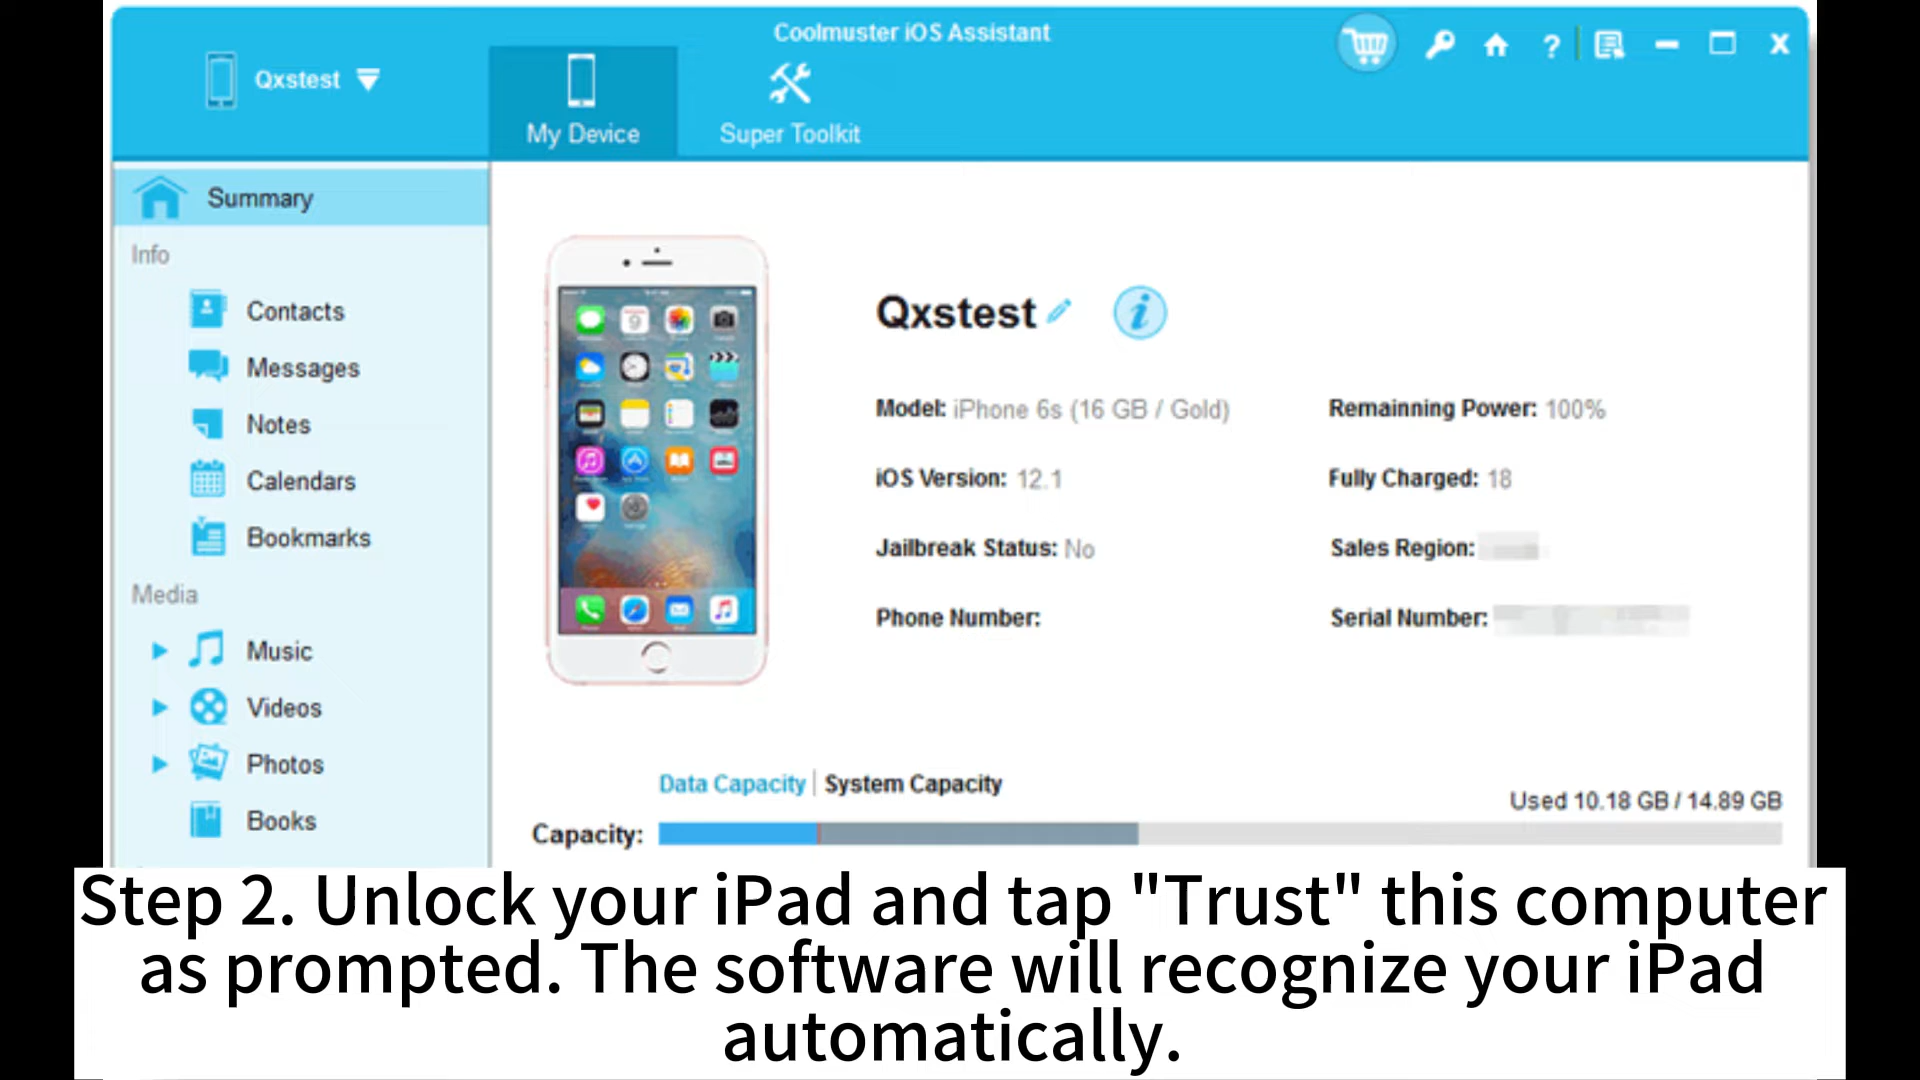 Coolmuster iOS Assistant
Qxstest
?
My Device
Super Toolkit
Summary
Info
Contacts
Messages
Notes
Calendars
Bookmarks
Media
Music
Videos
Photos
Books
Qxstest
Model: iPhone 6s (16 GB / Gold)
Remainning Power: 100%
iOS Version: 12.1
Fully Charged: 18
Jailbreak Status: No
Sales Region:
Phone Number:
Serial Number:
Data Capacity | System Capacity
Used 10.18 GB / 14.89 GB
Capacity:
Step 2. Unlock your iPad and tap "Trust" this computer
as prompted. The software will recognize your iPad
automatically.